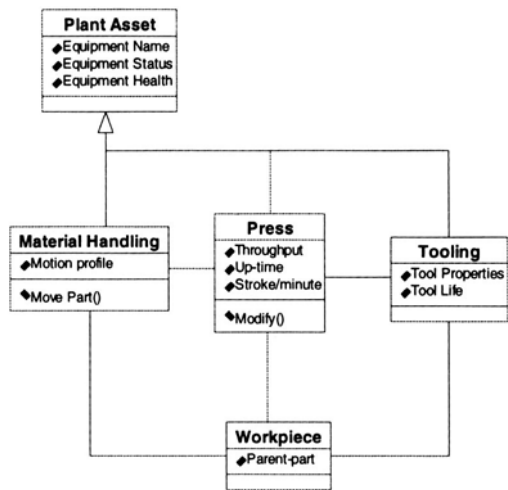 Plant Asset
Equipment Name
Equipment Status
Equipment Health
Material Handling
Motion profile
Move Part()
Press
Throughput
Up-time
Stroke/minute
Modify()
Tooling
Tool Properties
Tool Life
Workpiece
Parent-part